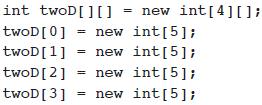 int twoD[][] = new int[4][];
twoD[0] = new int[5];
twoD[1] = new int[5];
twoD[2] = new int[5];
twoD[3] = new int[5];